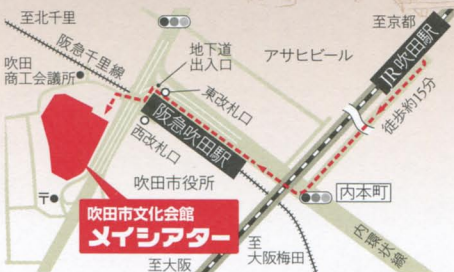 至北千里
至京都
阪急千里線
地下道
出入口
アサヒビール
JR吹田駅
吹田
商工会議所
東改札口
徒歩約15分
阪急吹田駅
西改札口
吹田市役所
内本町
吹田市文化会館
メイシアター
内環状線
至大阪
至
大阪梅田